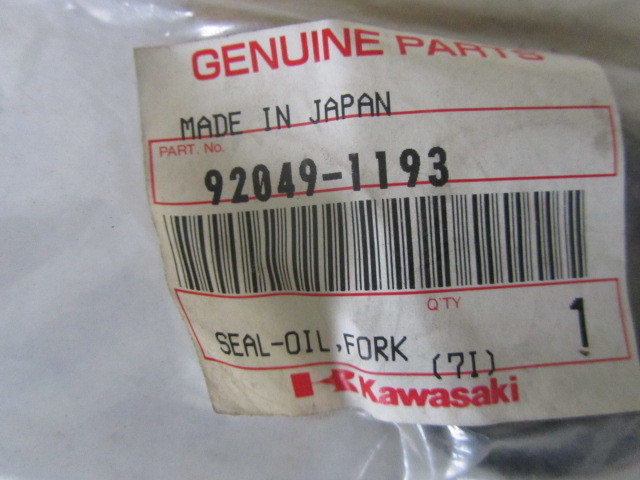 GENUINE PARTS
MADE IN JAPAN
PART. No.
92049-1193
Q'TY
1
SEAL-OIL,FORK (7I)
Kawasaki